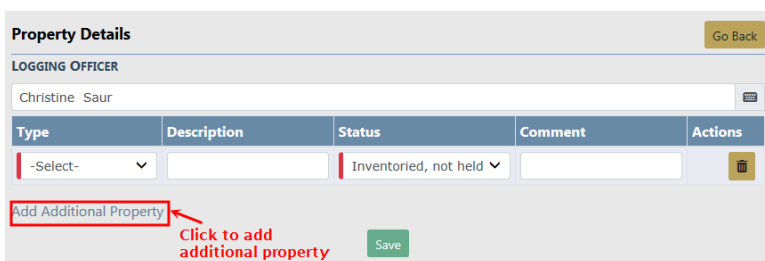 Property Details
Go Back
LOGGING OFFICER
Christine Saur
Type Description Status Comment Actions
-Select- Inventoried, not held
Add Additional Property
Click to add
additional property
Save